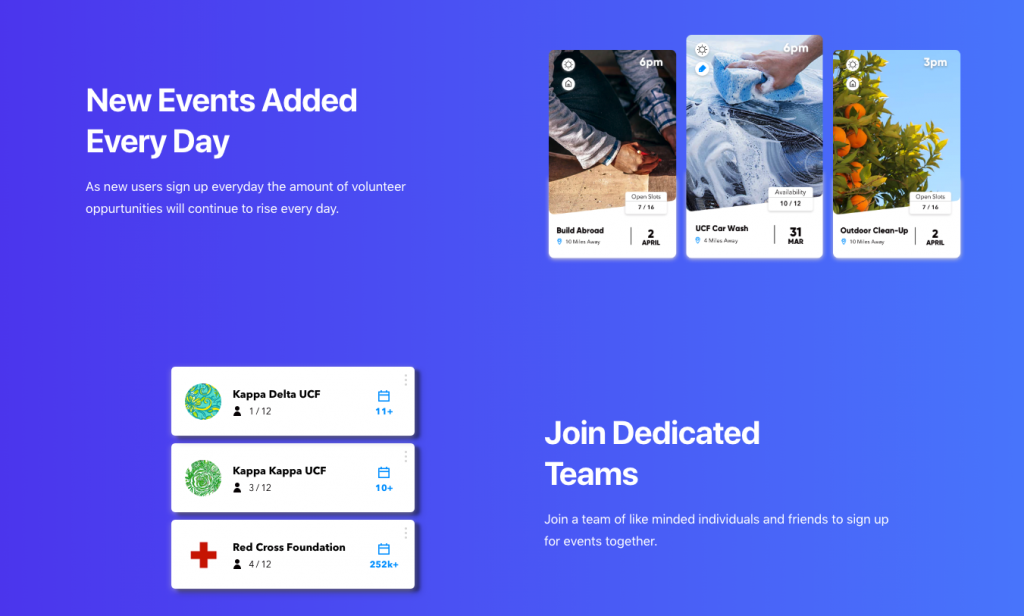 New Events Added
Every Day
As new users sign up everyday the amount of volunteer
oppurtunities will continue to rise every day.
6pm
Open Slots
7 / 16
Build Abroad
10 Miles Away
2
APRIL
6pm
Availability
10 / 12
UCF Car Wash
4 Miles Away
31
MAR
3pm
Open Slots
7 / 16
Outdoor Clean-Up
10 Miles Away
2
APRIL
Kappa Delta UCF
1 / 12
11+
Kappa Kappa UCF
3 / 12
10+
Red Cross Foundation
4 / 12
252k+
Join Dedicated
Teams
Join a team of like minded individuals and friends to sign up
for events together.